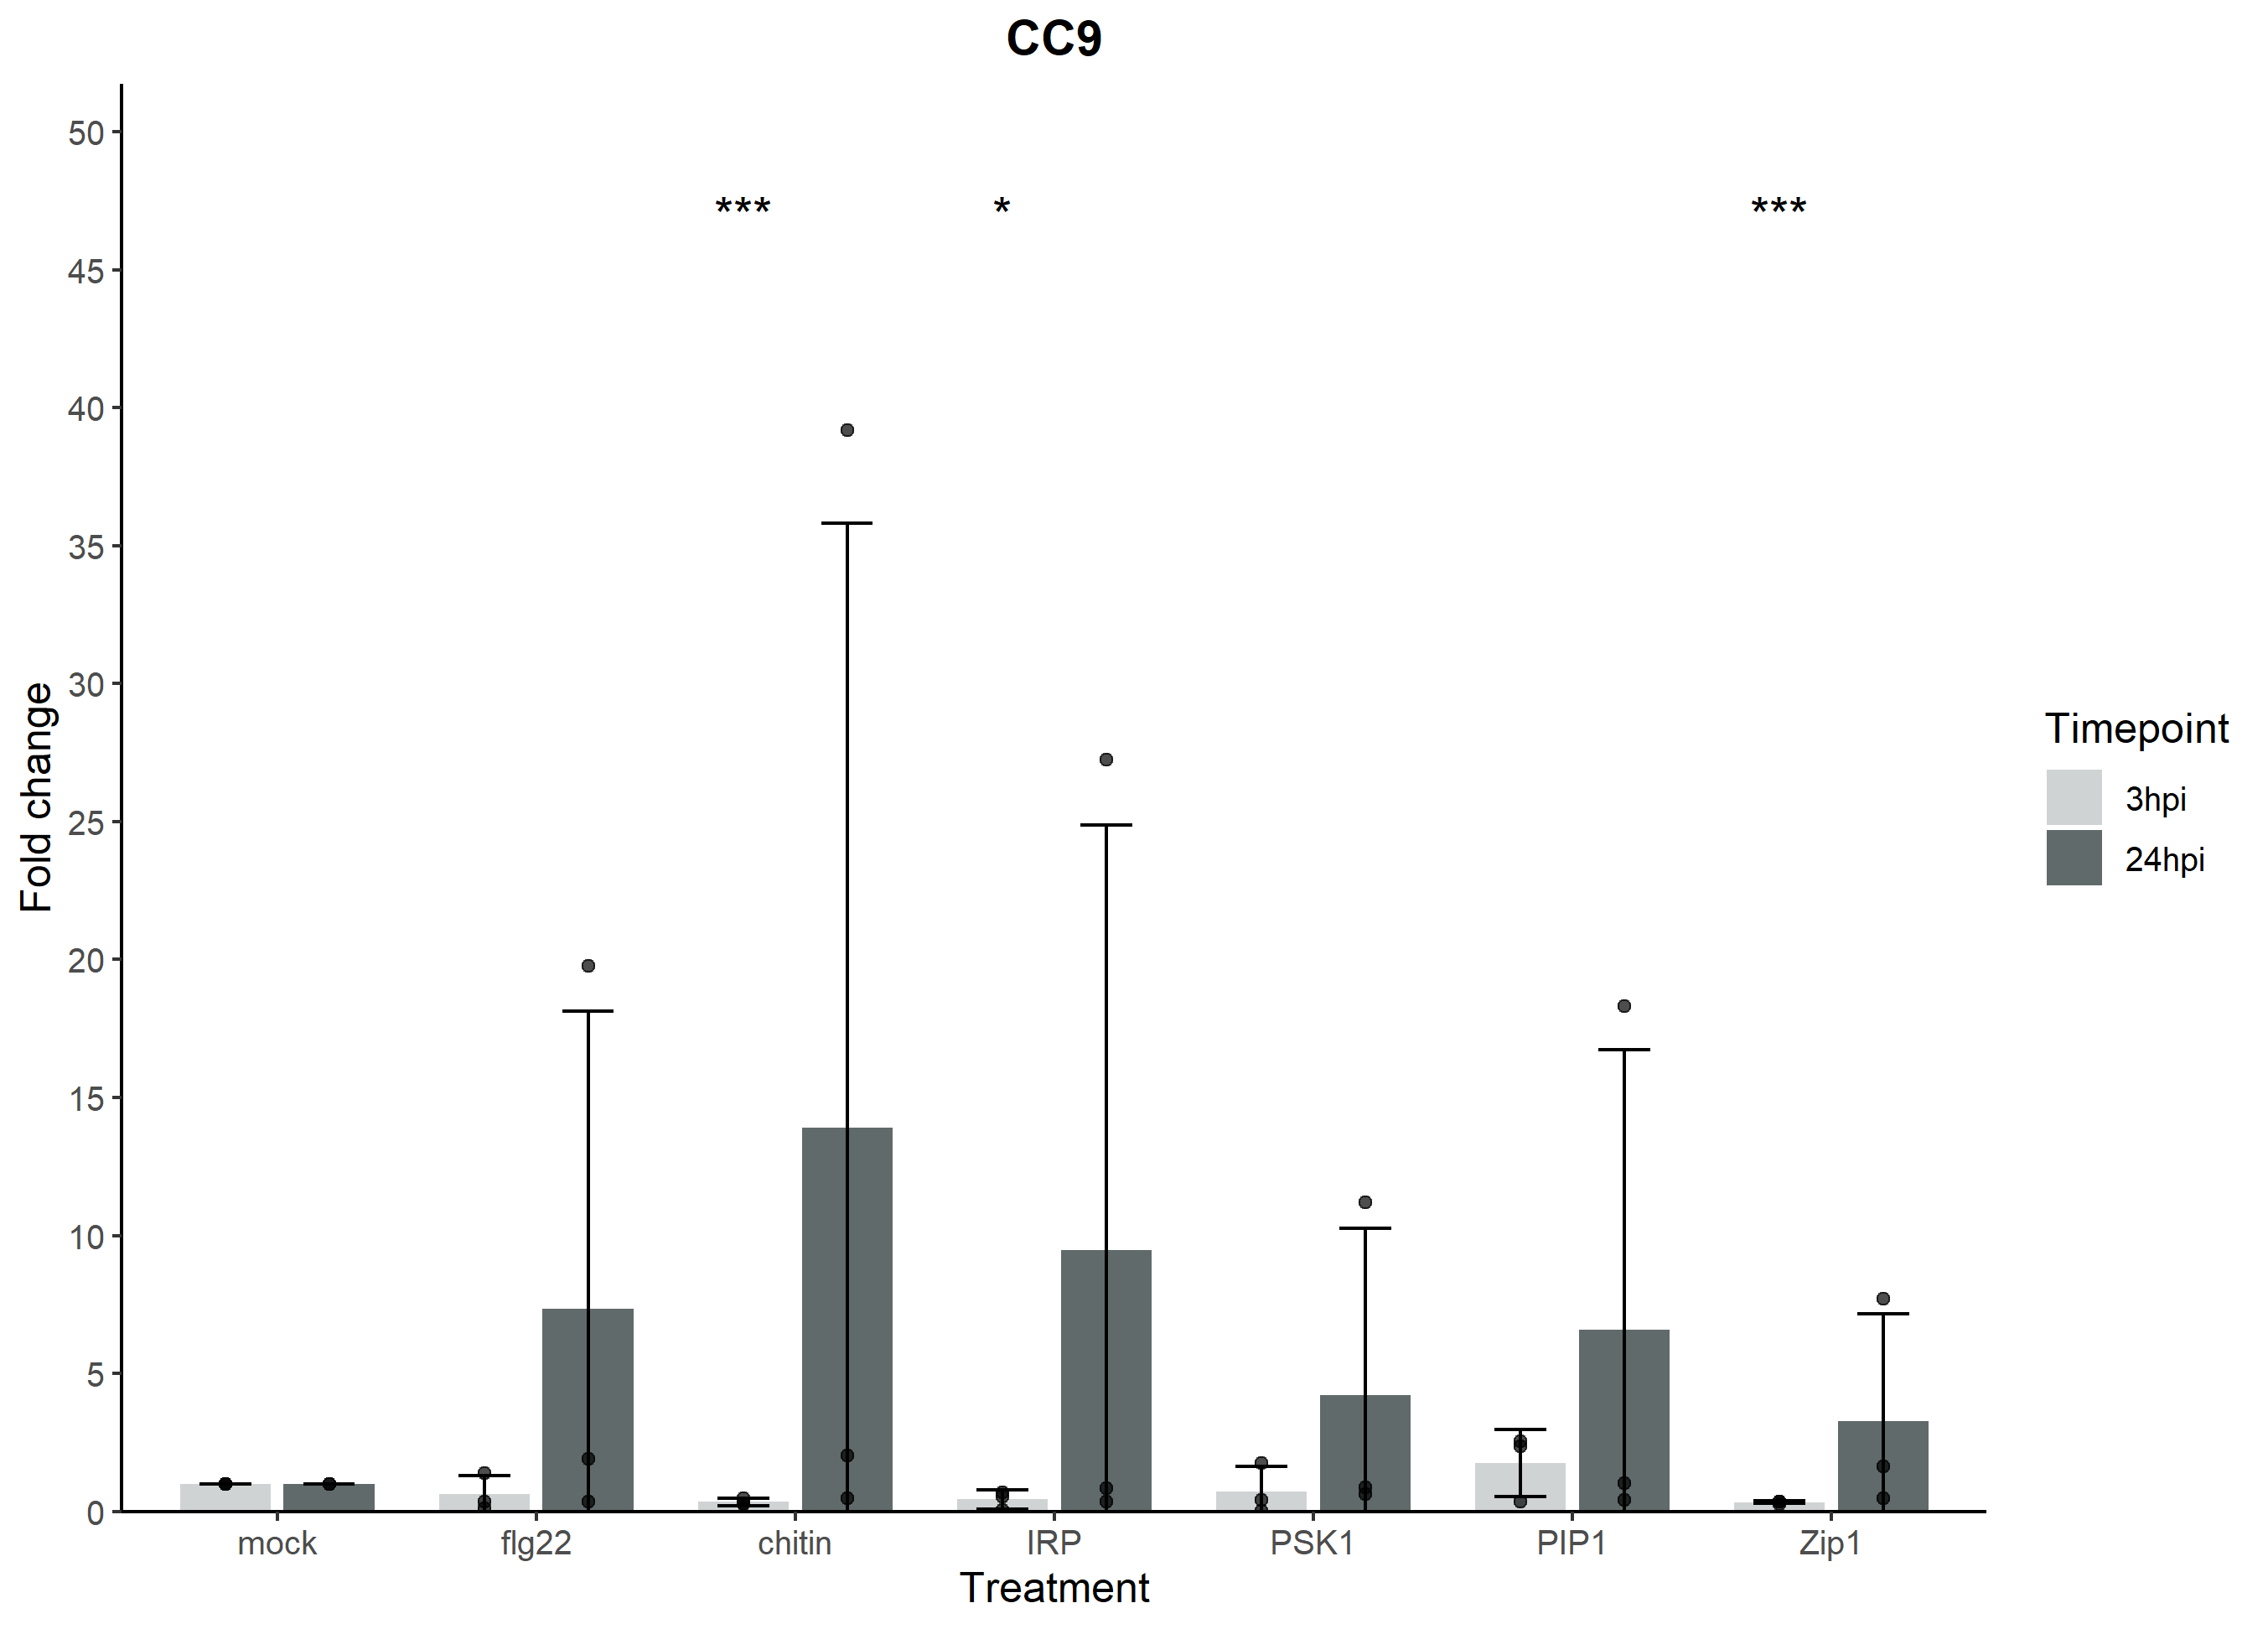 CC9
50
45
40
35
30
25
20
15
10
5
0
Fold change
*** * ***
mock flg22 chitin IRP PSK1 PIP1 Zip1
Treatment
Timepoint
3hpi
24hpi